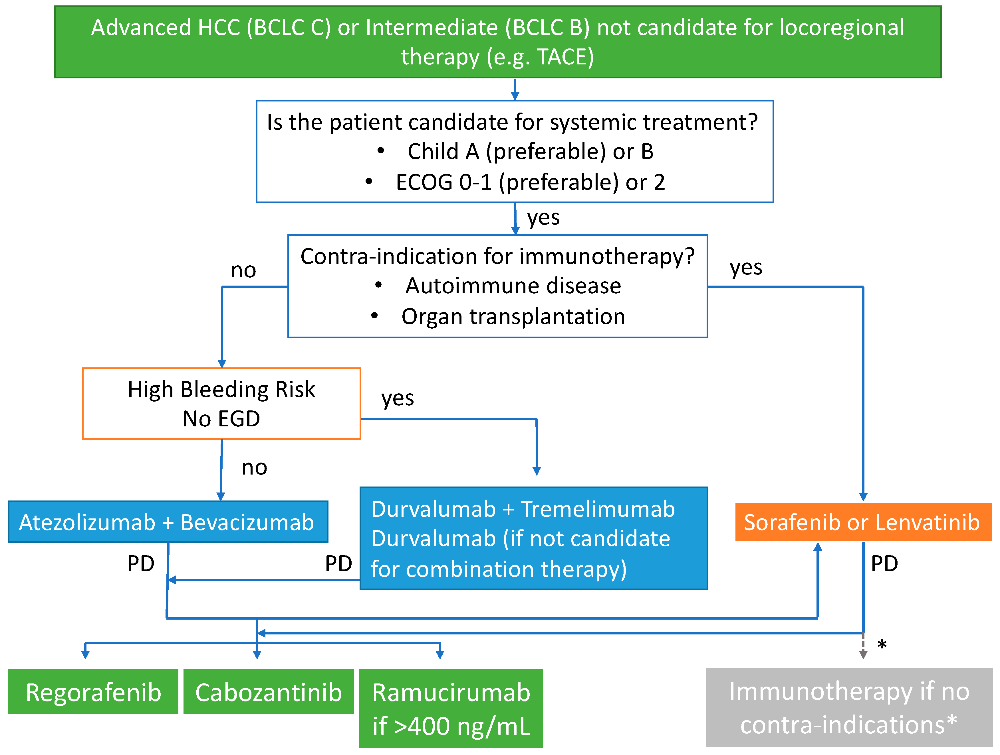 Advanced HCC (BCLC C) or Intermediate (BCLC B) not candidate for locoregional
therapy (e.g. TACE)
Is the patient candidate for systemic treatment?
• Child A (preferable) or B
• ECOG 0-1 (preferable) or 2
yes
Contra-indication for immunotherapy?
• Autoimmune disease
• Organ transplantation
no
yes
High Bleeding Risk
No EGD
yes
no
Atezolizumab + Bevacizumab
Durvalumab + Tremelimumab
Durvalumab (if not candidate
for combination therapy)
Sorafenib or Lenvatinib
PD
PD
PD
*
Regorafenib
Cabozantinib
Ramucirumab
if >400 ng/mL
Immunotherapy if no
contra-indications*